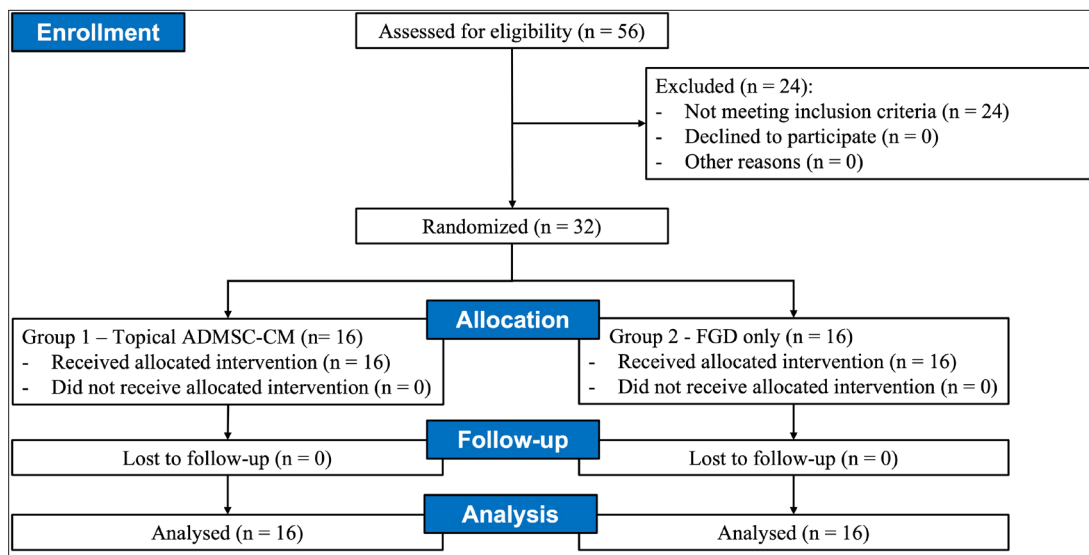 Enrollment
Assessed for eligibility (n = 56)
Excluded (n = 24):
- Not meeting inclusion criteria (n = 24)
- Declined to participate (n = 0)
- Other reasons (n = 0)
Randomized (n = 32)
Allocation
Group 1 – Topical ADMSC-CM (n= 16)
- Received allocated intervention (n = 16)
- Did not receive allocated intervention (n = 0)
Group 2 - FGD only (n = 16)
- Received allocated intervention (n = 16)
- Did not receive allocated intervention (n = 0)
Follow-up
Lost to follow-up (n = 0)
Lost to follow-up (n = 0)
Analysis
Analysed (n = 16)
Analysed (n = 16)